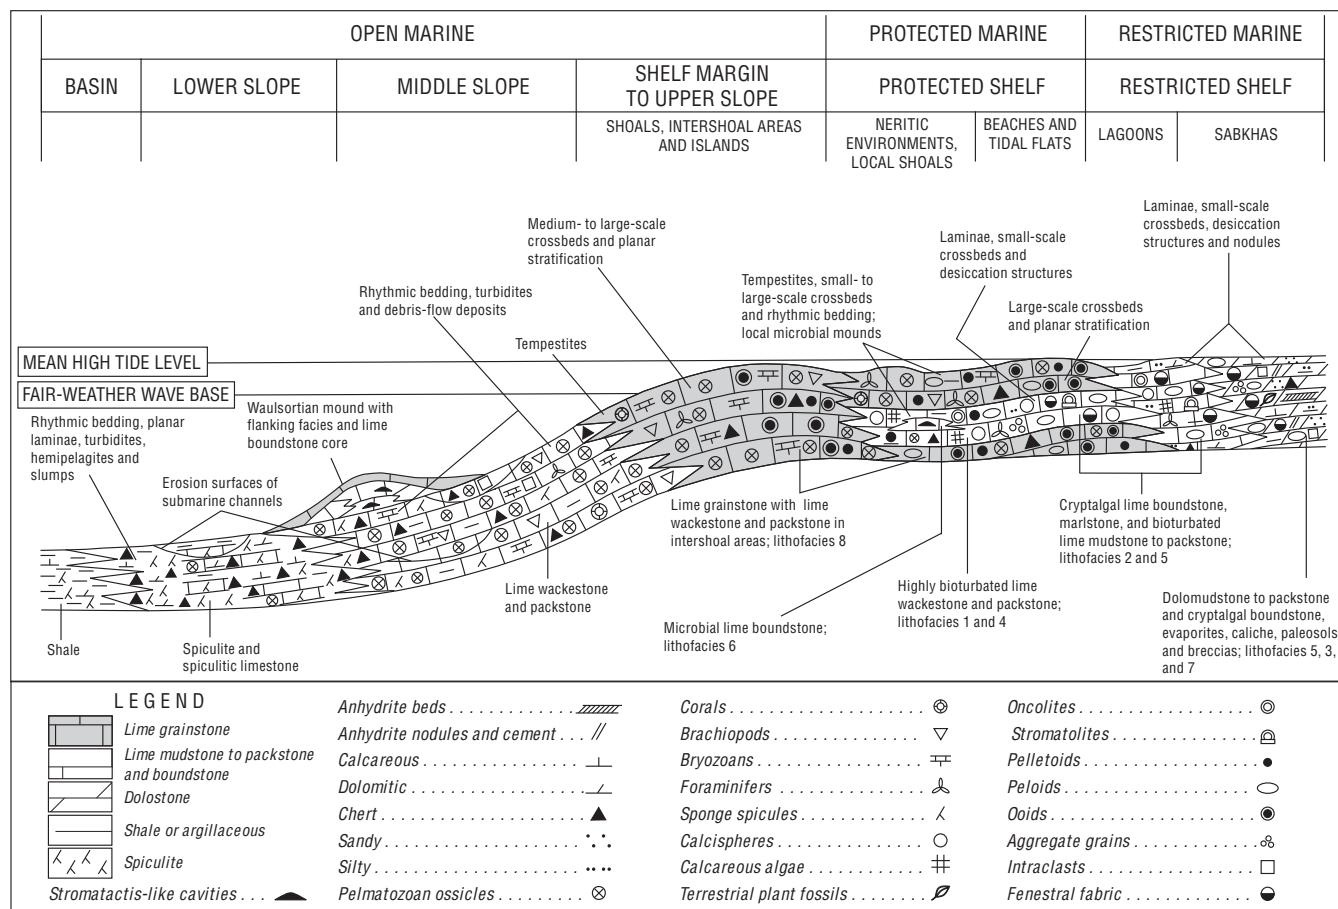 OPEN MARINE
PROTECTED MARINE
RESTRICTED MARINE
BASIN
LOWER SLOPE
MIDDLE SLOPE
SHELF MARGIN
TO UPPER SLOPE
PROTECTED SHELF
RESTRICTED SHELF
SHOALS, INTERSHOAL AREAS
AND ISLANDS
NERITIC
ENVIRONMENTS,
LOCAL SHOALS
BEACHES AND
TIDAL FLATS
LAGOONS
SABKHAS
Laminae, small-scale
crossbeds, desiccation
structures and nodules
Medium- to large-scale
crossbeds and planar
stratification
Laminae, small-scale
crossbeds and
desiccation structures
Tempestites, small- to
large-scale crossbeds
and rhythmic bedding;
local microbial mounds
Rhythmic bedding, turbidites
and debris-flow deposits
Large-scale crossbeds
and planar stratification
Tempestites
MEAN HIGH TIDE LEVEL
FAIR-WEATHER WAVE BASE
Rhythmic bedding, planar
laminae, turbidites,
hemipelagites and
slumps
Waulsortian mound with
flanking facies and lime
boundstone core
Erosion surfaces of
submarine channels
Lime grainstone with lime
wackestone and packstone in
intershoal areas; lithofacies 8
Cryptalgal lime boundstone,
marlstone, and bioturbated
lime mudstone to packstone;
lithofacies 2 and 5
Lime wackestone
and packstone
Highly bioturbated lime
wackestone and packstone;
lithofacies 1 and 4
Dolomudstone to packstone
and cryptalgal boundstone,
evaporites, caliche, paleosols
and breccias; lithofacies 5, 3,
and 7
Microbial lime boundstone;
lithofacies 6
Shale
Spiculite and
spiculitic limestone
LEGEND
Lime grainstone
Lime mudstone to packstone
and boundstone
Dolostone
Shale or argillaceous
Spiculite
Stromatactis-like cavities . . .
Anhydrite beds . . . . . . . . . . . .
Anhydrite nodules and cement . . .
Calcareous . . . . . . . . . . . . . . .
Dolomitic . . . . . . . . . . . . . . . .
Chert . . . . . . . . . . . . . . . . . . .
Sandy . . . . . . . . . . . . . . . . . . .
Silty . . . . . . . . . . . . . . . . . . . .
Pelmatozoan ossicles . . . . . . . . .
Corals . . . . . . . . . . . . . . . . . .
Brachiopods . . . . . . . . . . . . . .
Bryozoans . . . . . . . . . . . . . . .
Foraminifers . . . . . . . . . . . . . .
Sponge spicules . . . . . . . . . . .
Calcispheres . . . . . . . . . . . . .
Calcareous algae . . . . . . . . . .
Terrestrial plant fossils . . . . . . .
Oncolites . . . . . . . . . . . . . . . .
Stromatolites . . . . . . . . . . . . .
Pelletoids . . . . . . . . . . . . . . . .
Peloids . . . . . . . . . . . . . . . . .
Ooids . . . . . . . . . . . . . . . . . . .
Aggregate grains . . . . . . . . . . .
Intraclasts . . . . . . . . . . . . . . .
Fenestral fabric . . . . . . . . . . . .